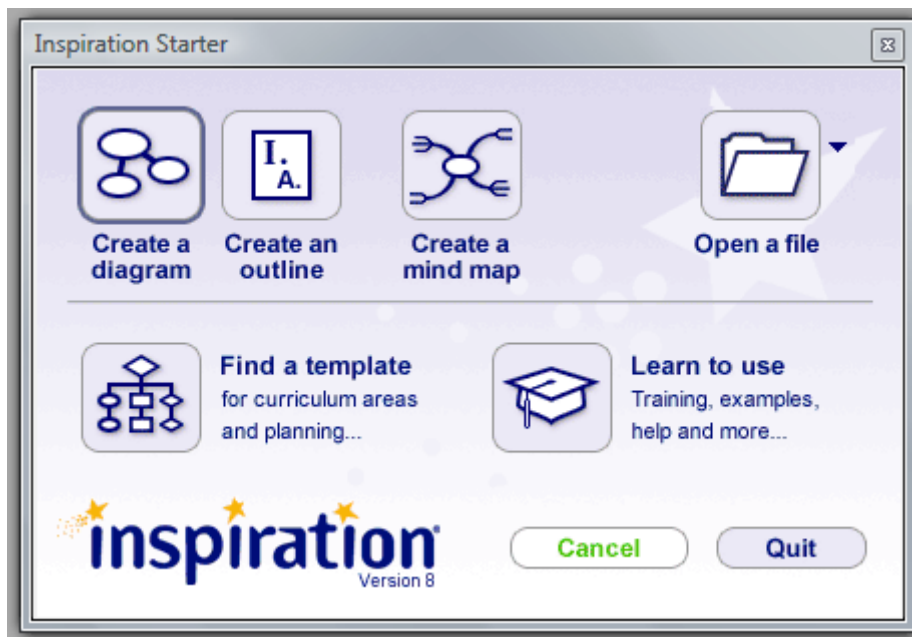 Inspiration Starter
I.
A.
Create a
diagram
Create an
outline
Create a
mind map
Open a file
Find a template
for curriculum areas
and planning...
Learn to use
Training, examples,
help and more...
inspiration®
Version 8
Cancel
Quit